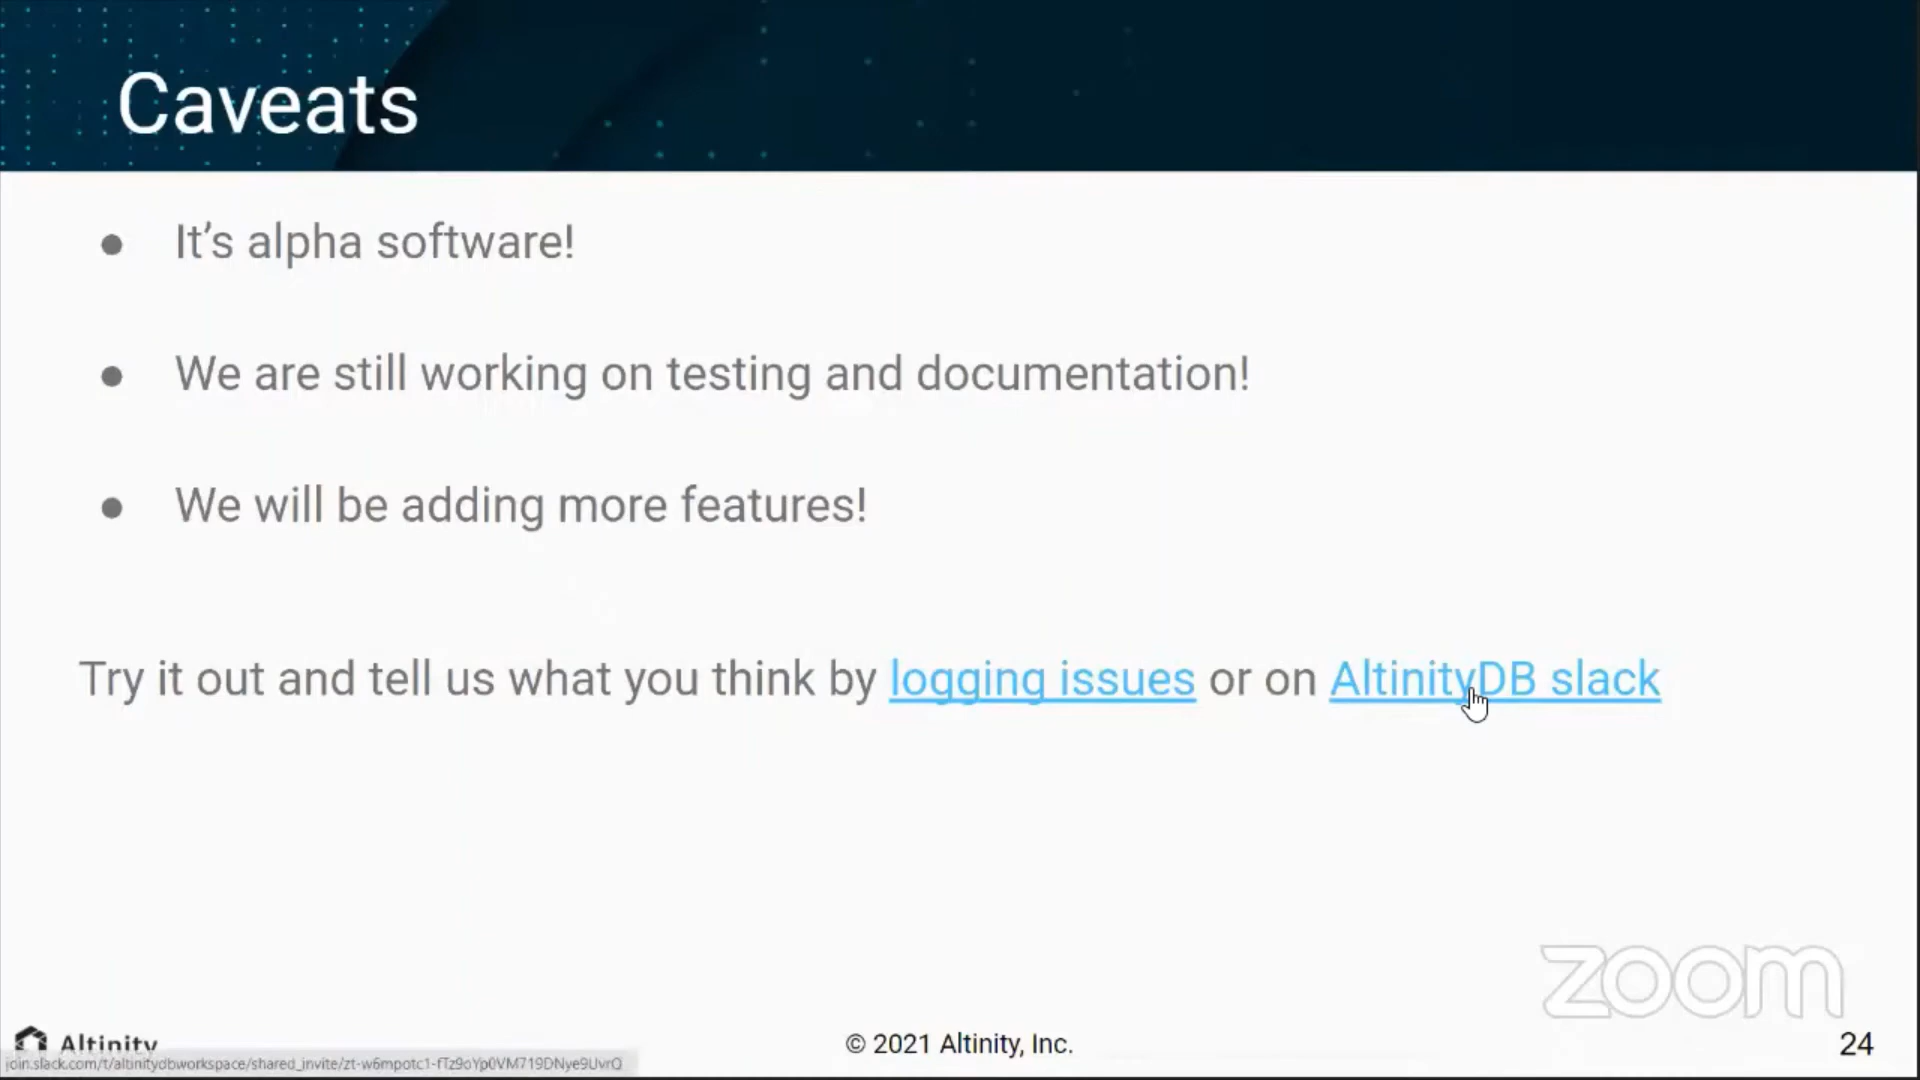 Caveats
● It’s alpha software!
● We are still working on testing and documentation!
● We will be adding more features!
Try it out and tell us what you think by logging issues or on AltinityDB slack
zoom
Altinity
© 2021 Altinity, Inc.
24